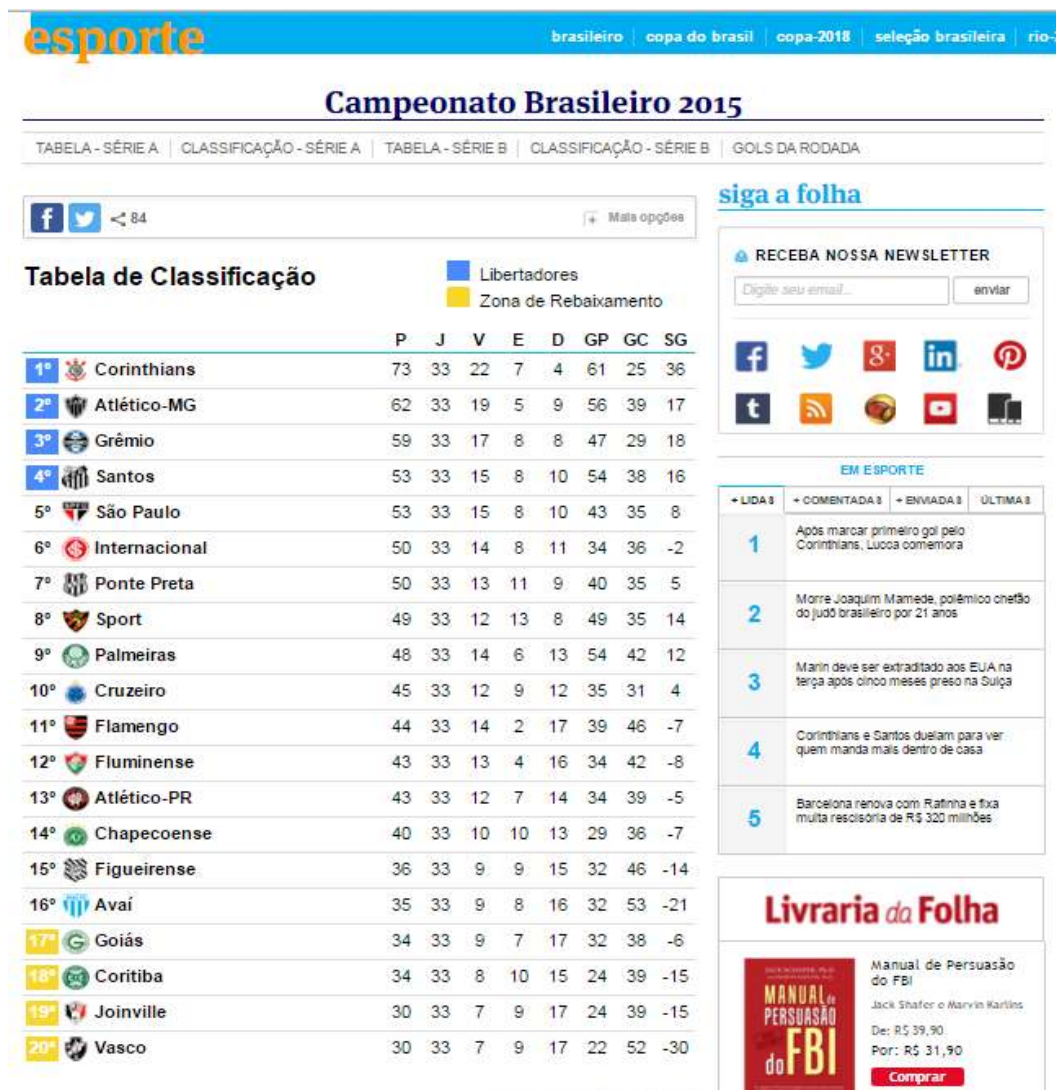 esporte
brasileiro copa do brasil copa-2018 seleção brasileira rio-
Campeonato Brasileiro 2015
TABELA - SÉRIE A CLASSIFICAÇÃO - SÉRIE A TABELA - SÉRIE B CLASSIFICAÇÃO - SÉRIE B GOLS DA RODADA
84 Mais opções
Tabela de Classificação
Libertadores
Zona de Rebaixamento
P J V E D GP GC SG
1º Corinthians 73 33 22 7 4 61 25 36
2º Atlético-MG 62 33 19 5 9 56 39 17
3º Grêmio 59 33 17 8 8 47 29 18
4º Santos 53 33 15 8 10 54 38 16
5º São Paulo 53 33 15 8 10 43 35 8
6º Internacional 50 33 14 8 11 34 36 -2
7º Ponte Preta 50 33 13 11 9 40 35 5
8º Sport 49 33 12 13 8 49 35 14
9º Palmeiras 48 33 14 6 13 54 42 12
10º Cruzeiro 45 33 12 9 12 35 31 4
11º Flamengo 44 33 14 2 17 39 46 -7
12º Fluminense 43 33 13 4 16 34 42 -8
13º Atlético-PR 43 33 12 7 14 34 39 -5
14º Chapecoense 40 33 10 10 13 29 36 -7
15º Figueirense 36 33 9 9 15 32 46 -14
16º Avaí 35 33 9 8 16 32 53 -21
17º Goiás 34 33 9 7 17 32 38 -6
18º Coritiba 34 33 8 10 15 24 39 -15
19º Joinville 30 33 7 9 17 24 39 -15
20º Vasco 30 33 7 9 17 22 52 -30
siga a folha
RECEBA NOSSA NEWSLETTER
Digite seu email... enviar
EM ESPORTE
+ LIDAS + COMENTADAS + ENVIADAS ÚLTIMAS
1 Após marcar primeiro gol pelo
Corinthians, Lucca comemora
2 Morre Joaquim Mamede, polêmico chefão
do judô brasileiro por 21 anos
3 Marin deve ser extraditado aos EUA na
terça após cinco meses preso na Suíça
4 Corinthians e Santos duelam para ver
quem manda mais dentro de casa
5 Barcelona renova com Rafinha e fixa
multa rescisória de R$ 320 milhões
Livraria da Folha
MANUAL de
PERSUASÃO
do FBI
Manual de Persuasão
do FBI
Jack Shafer e Marvin Karlins
De: R$ 39,90
Por: R$ 31,90
Comprar